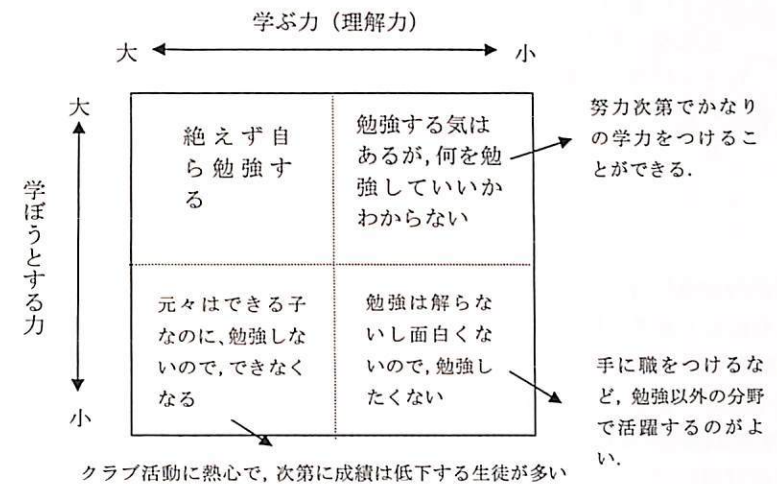 学ぶ力（理解力）
大
小
大
学ぼうとする力
小
絶えず自
ら勉強す
る
勉強する気は
あるが,何を勉
強していいか
わからない
努力次第でかなり
の学力をつけるこ
とができる.
元々はできる子
なのに、勉強しな
いので,できなく
なる
勉強は解らな
いし面白くな
いので,勉強し
たくない
手に職をつけるな
ど,勉強以外の分野
で活躍するのがよ
い.
クラブ活動に熱心で,次第に成績は低下する生徒が多い